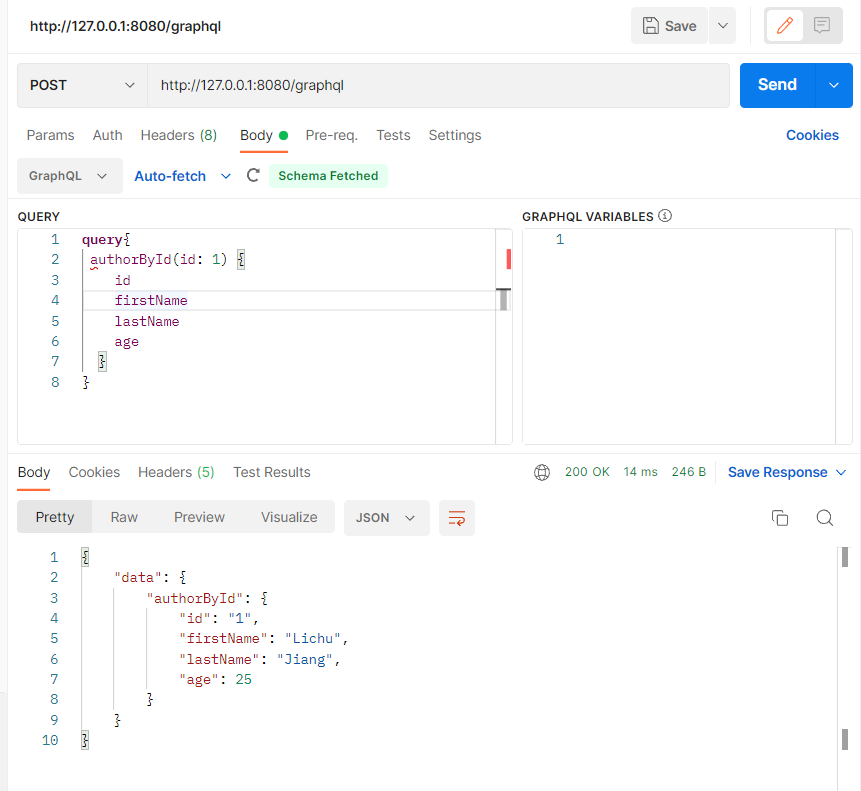 http://127.0.0.1:8080/graphql Save
POST http://127.0.0.1:8080/graphql Send
Params Auth Headers (8) Body Pre-req. Tests Settings Cookies
GraphQL Auto-fetch Schema Fetched
QUERY GRAPHQL VARIABLES
1 query{ 1
2 authorById(id: 1) {
3 id
4 firstName
5 lastName
6 age
7 }
8 }
Body Cookies Headers (5) Test Results 200 OK 14 ms 246 B Save Response
Pretty Raw Preview Visualize JSON
1 {
2 "data": {
3 "authorById": {
4 "id": "1",
5 "firstName": "Lichu",
6 "lastName": "Jiang",
7 "age": 25
8 }
9 }
10 }